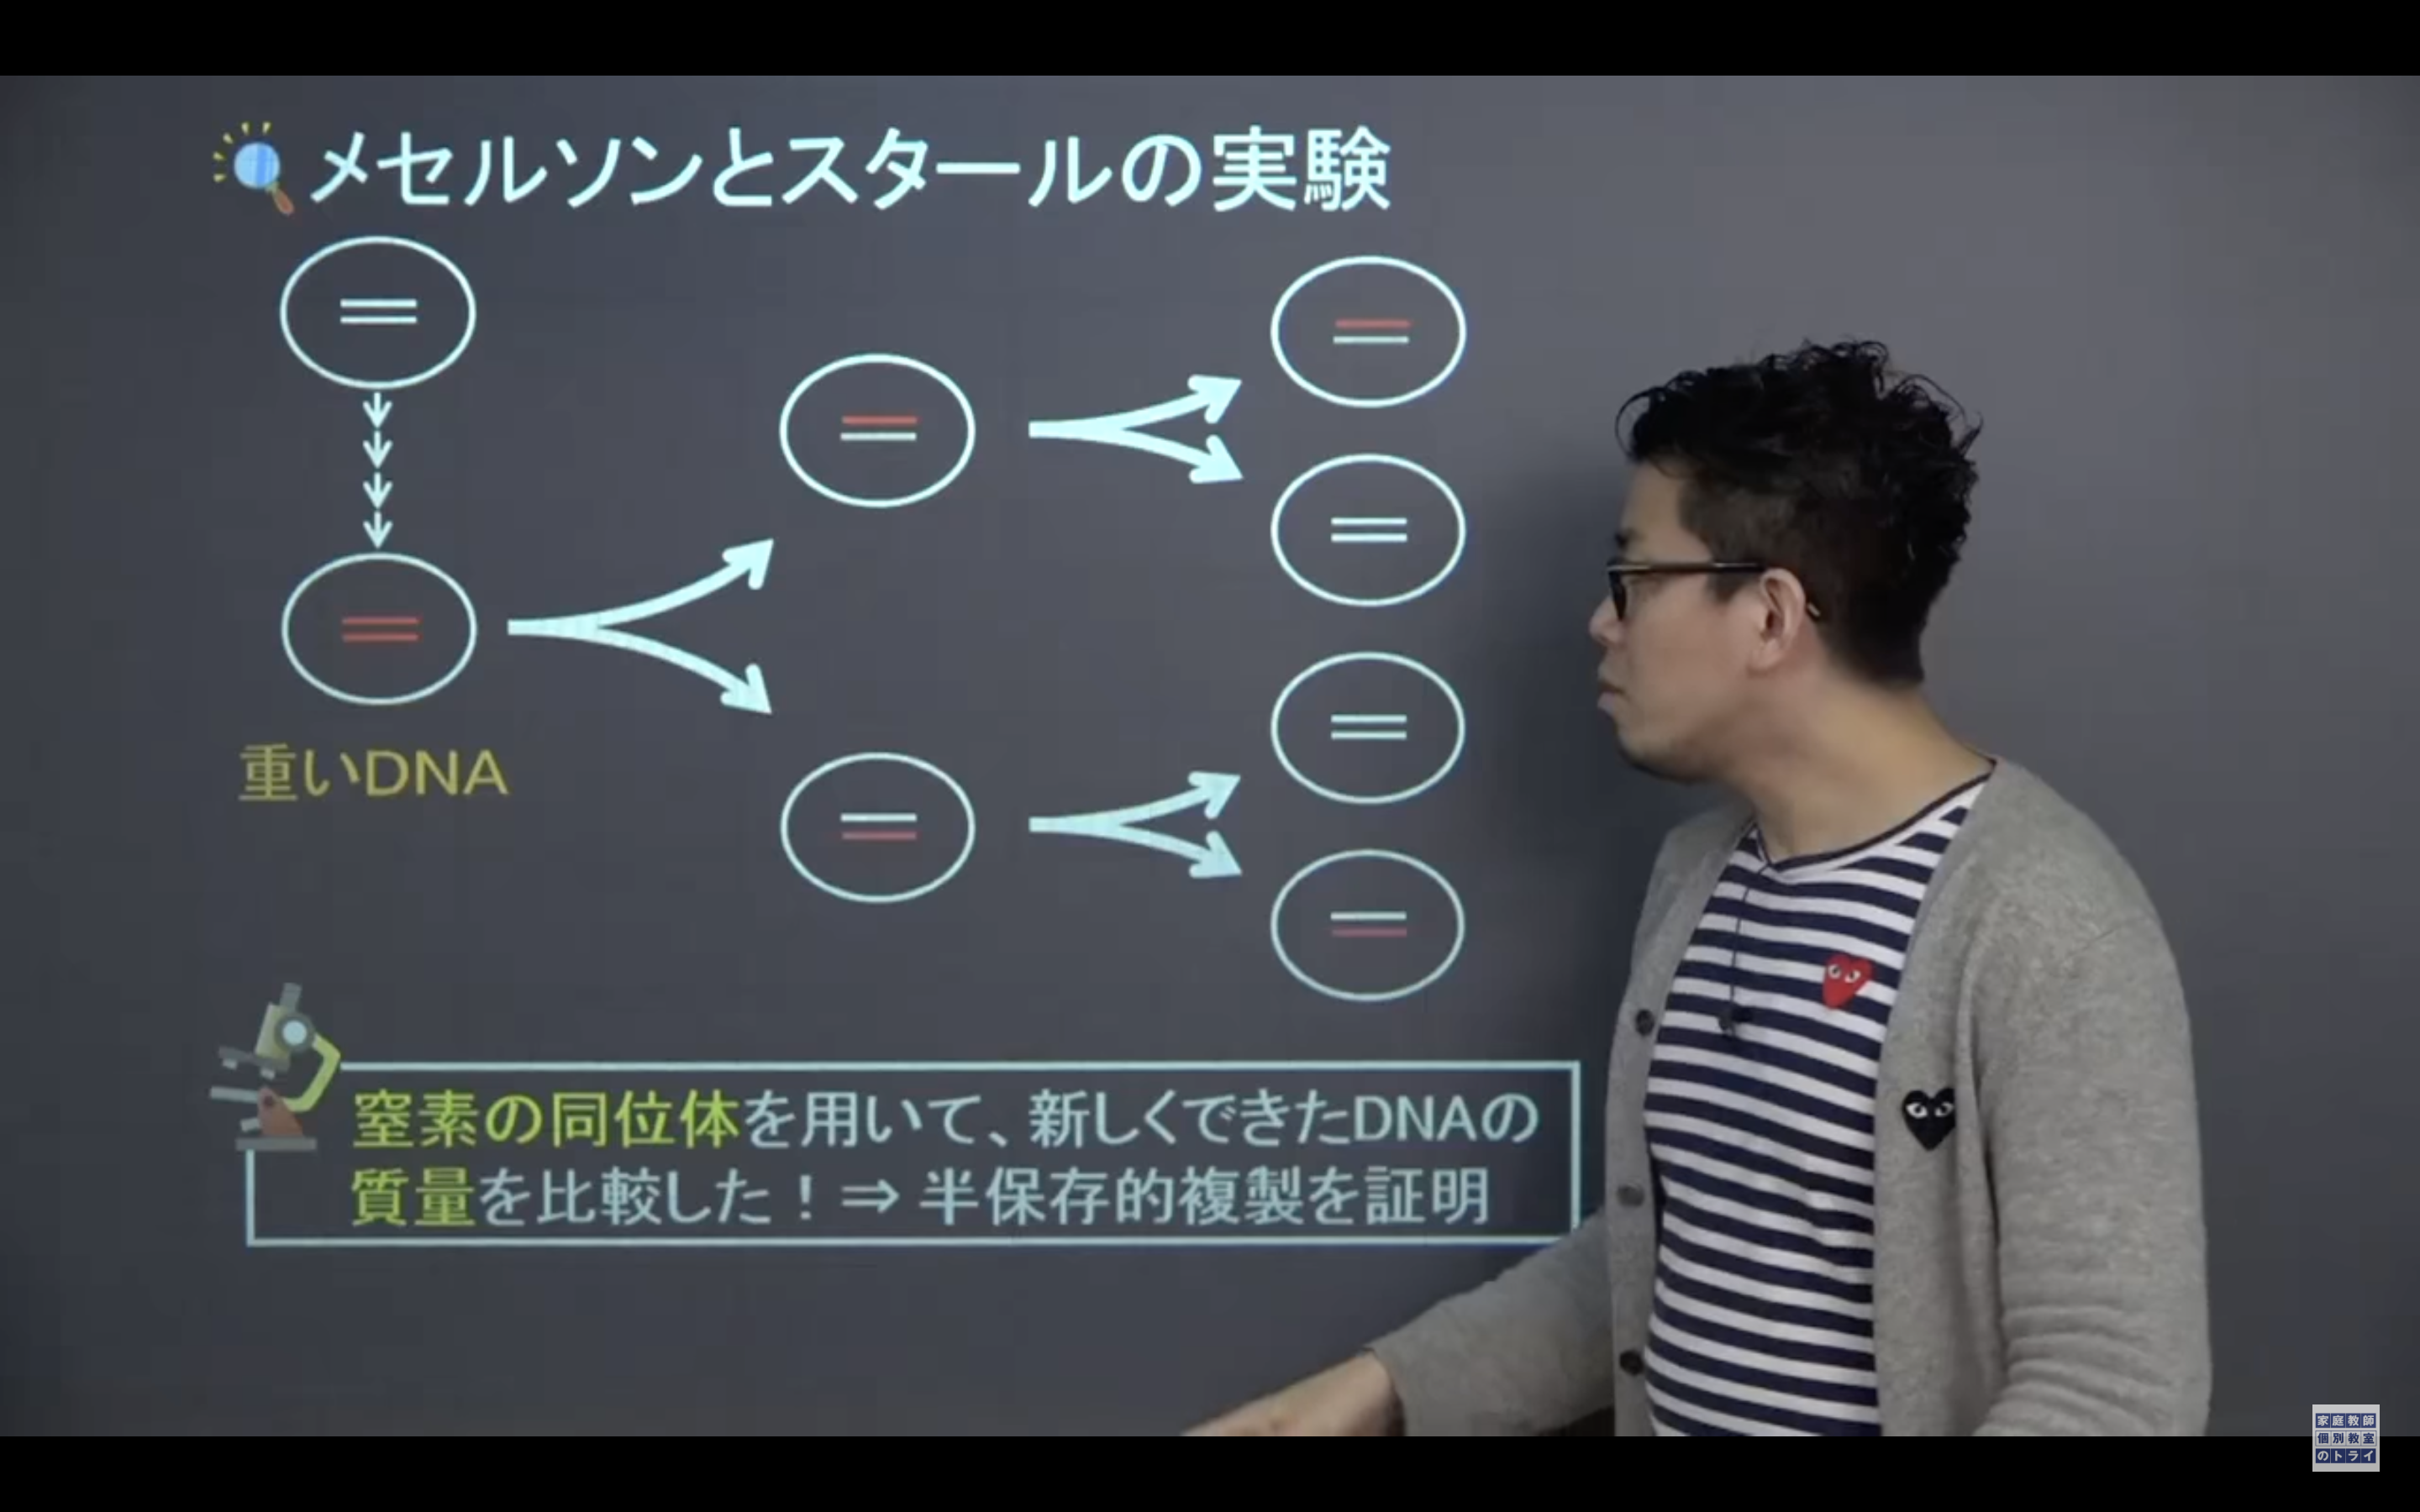 メセルソンとスタールの実験
重いDNA
窒素の同位体を用いて、新しくできたDNAの
質量を比較した！⇒ 半保存的複製を証明
家庭教師
個別教室
のトライ